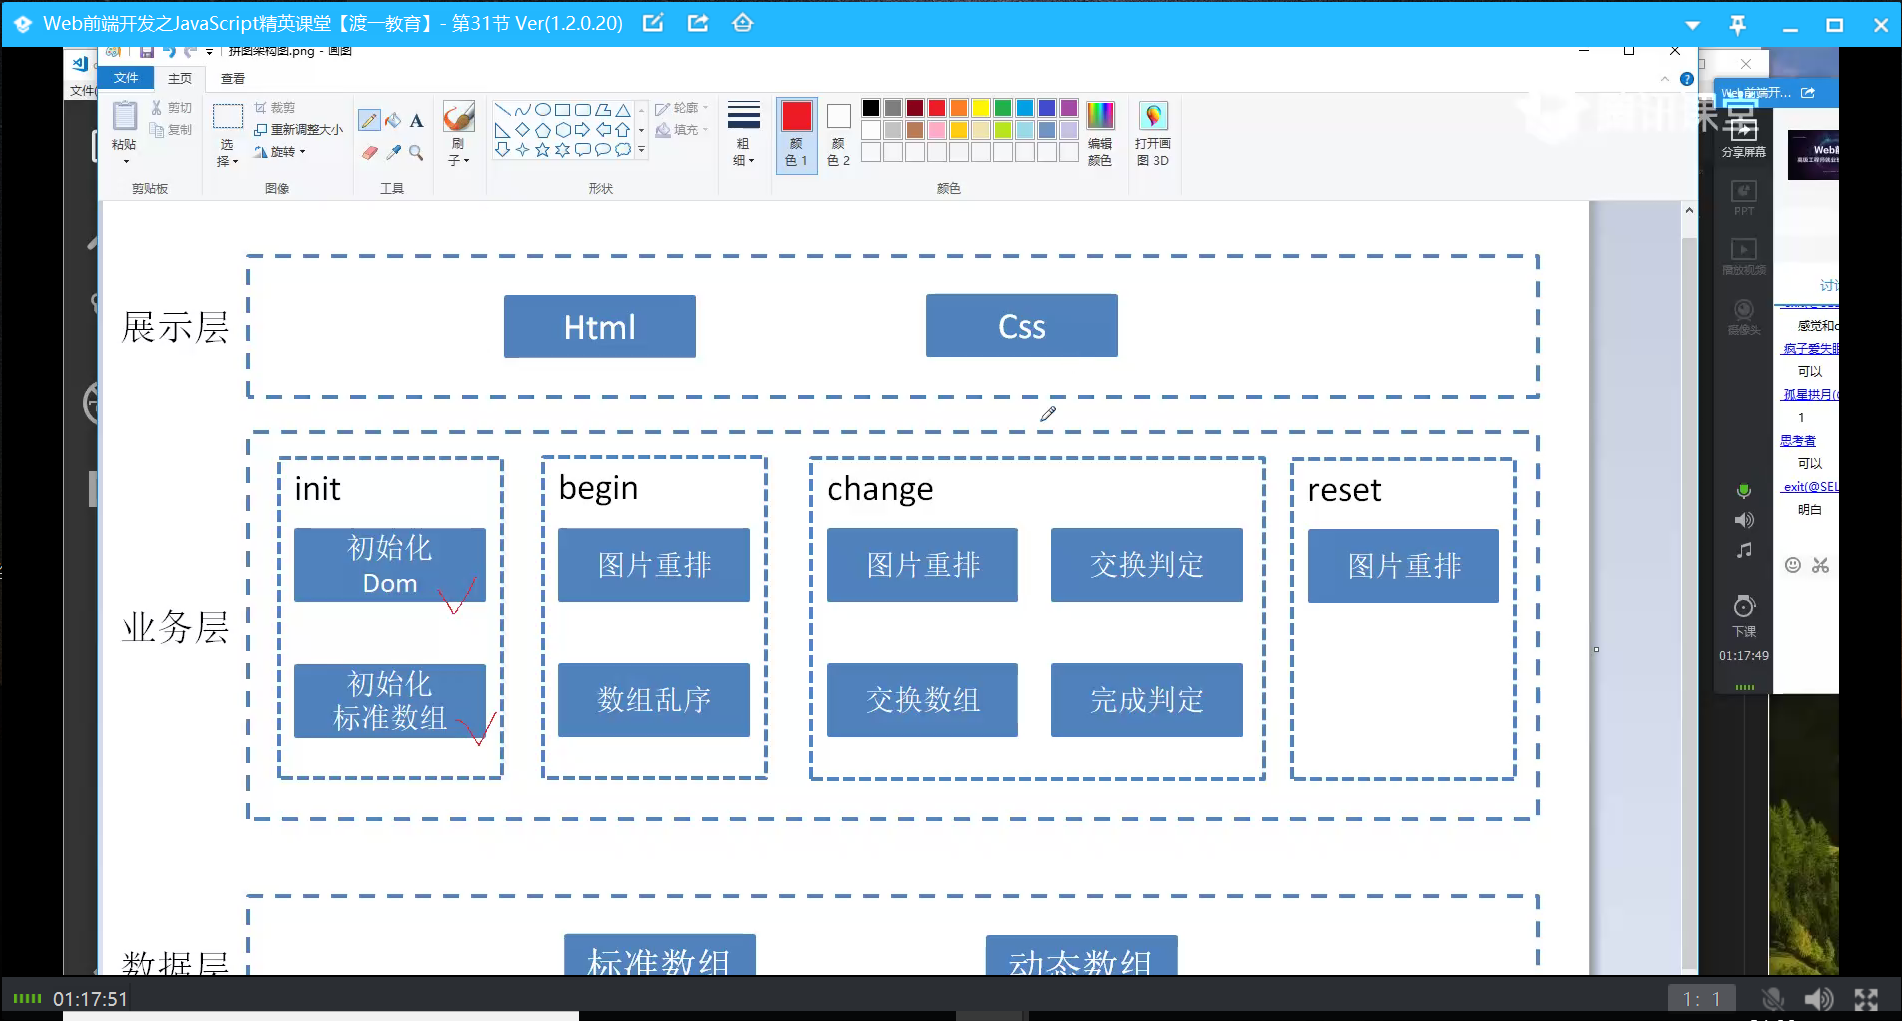 Web前端开发之JavaScript精英课堂【渡一教育】- 第31节 Ver(1.2.0.20)
拼图架构图.png - 画图
文件(
文件
主页
查看
粘贴
剪切
复制
剪贴板
选择
裁剪
重新调整大小
旋转
图像
A
工具
刷子
形状
轮廓
填充
粗细
颜色 1
颜色 2
颜色
编辑颜色
打开画图 3D
Web前端开...
分享屏幕
PPT
播放视频
摄像头
下课
01:17:49
感觉和c
疯子爱失眠
可以
孤星拱月(
1
思考者
可以
exit(@SEL
明白
展示层
Html
Css
业务层
init
初始化
Dom
初始化
标准数组
begin
图片重排
数组乱序
change
图片重排
交换判定
交换数组
完成判定
reset
图片重排
数据层
标准数组
动态数组
01:17:51
1: 1